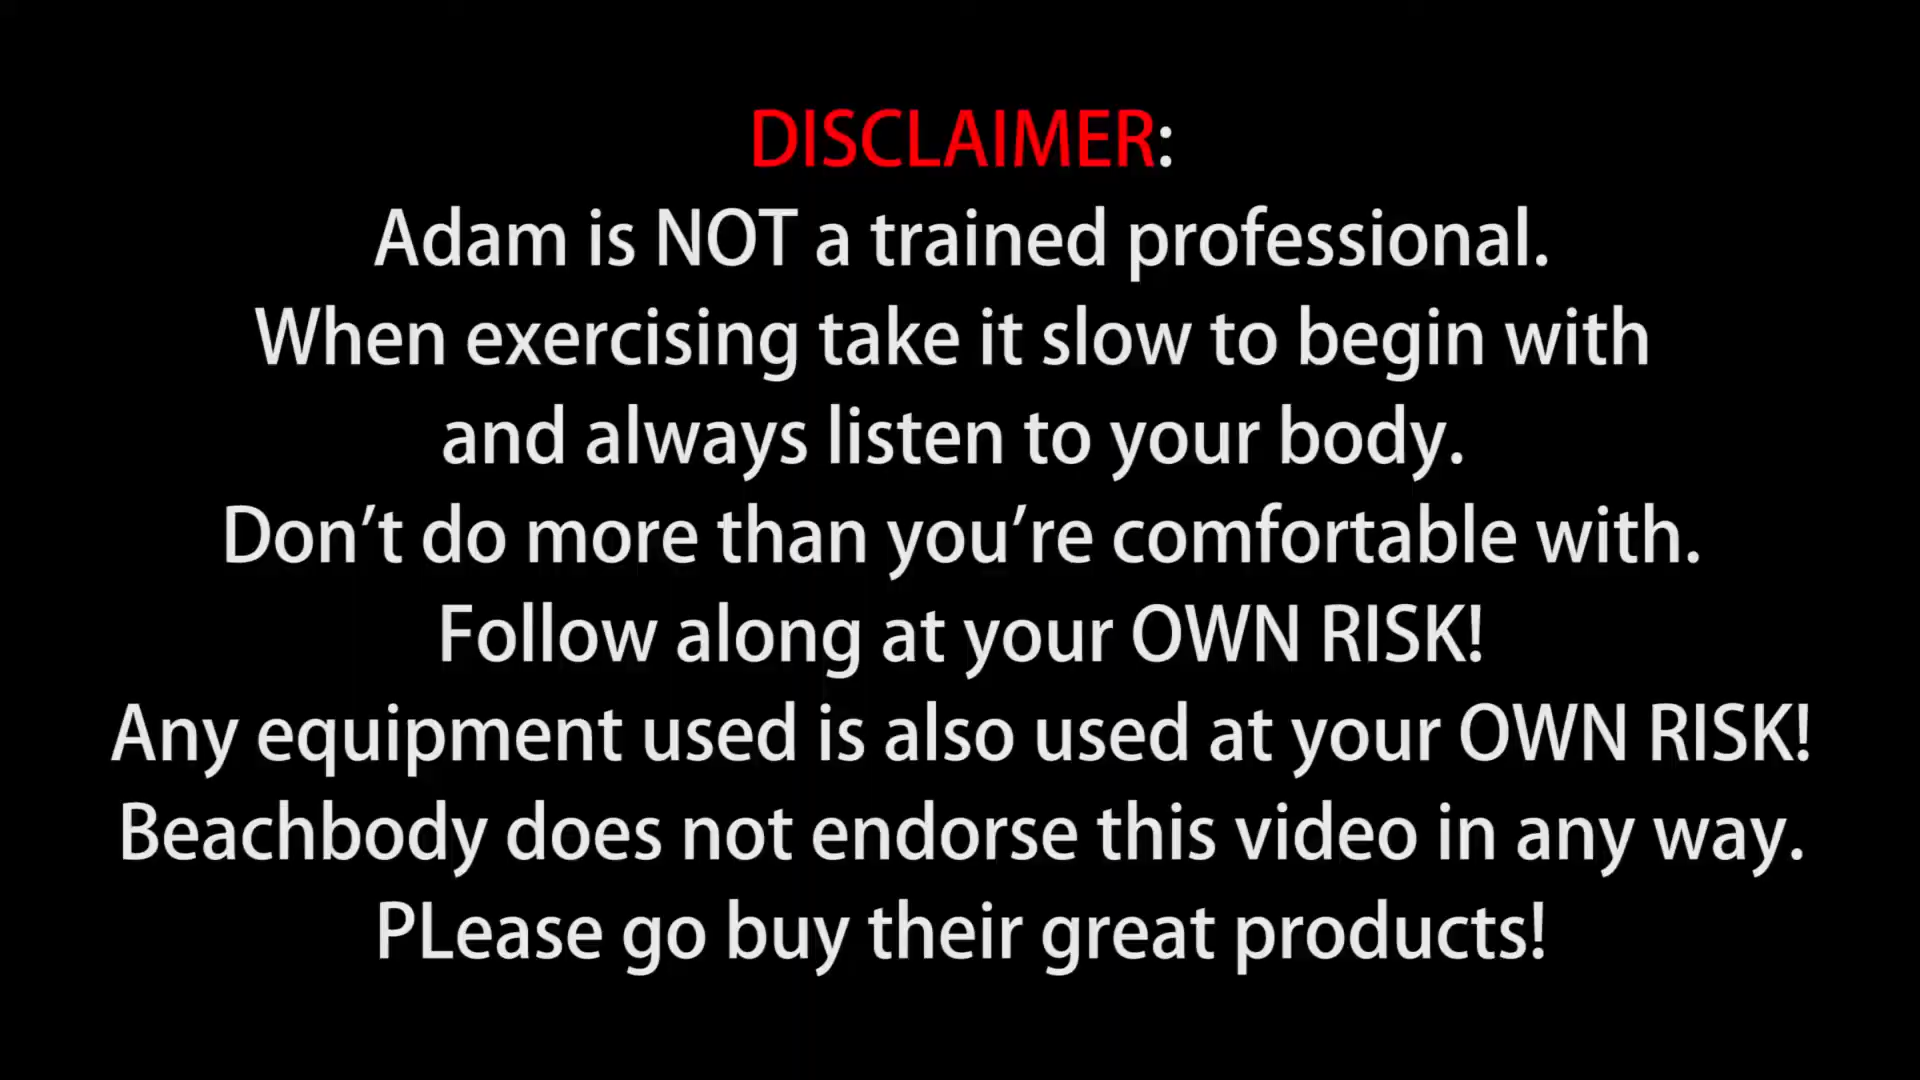 DISCLAIMER:
Adam is NOT a trained professional.
When exercising take it slow to begin with
and always listen to your body.
Don’t do more than you’re comfortable with.
Follow along at your OWN RISK!
Any equipment used is also used at your OWN RISK!
Beachbody does not endorse this video in any way.
PLease go buy their great products!